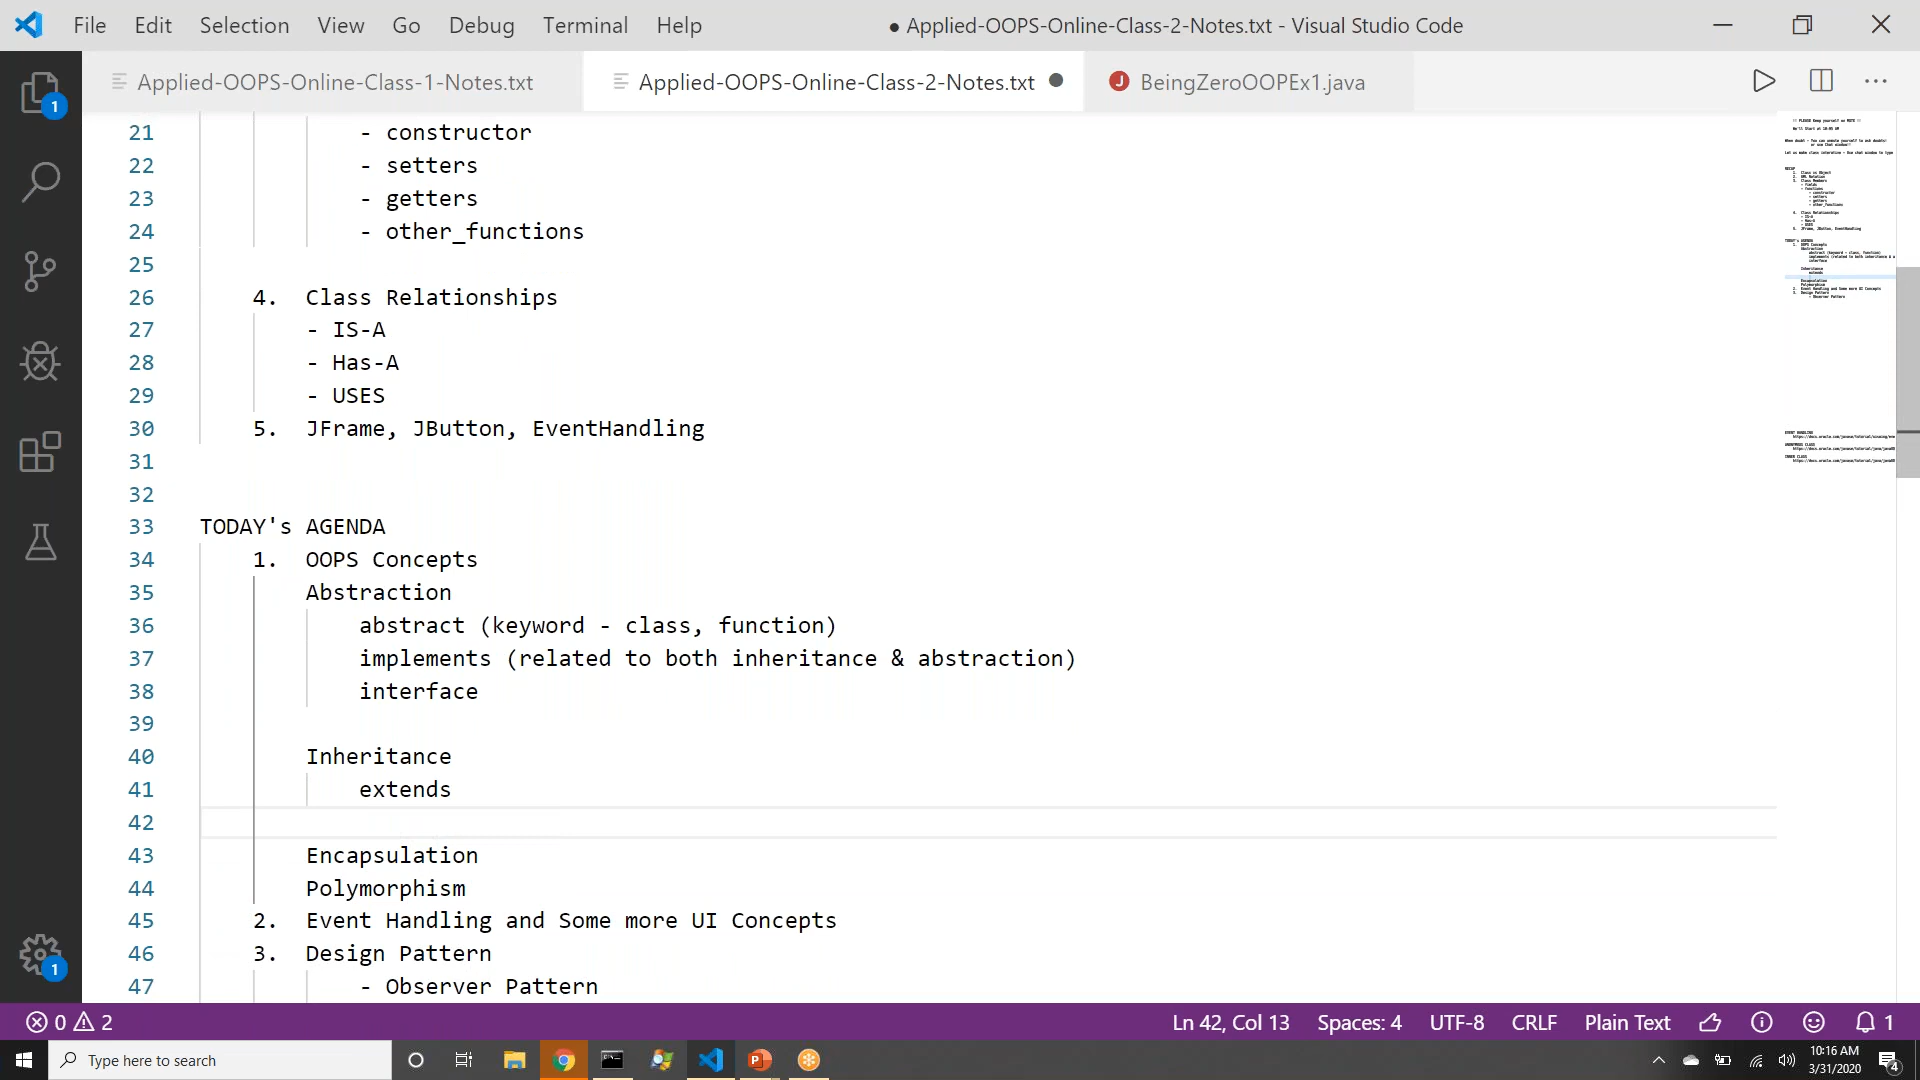 File Edit Selection View Go Debug Terminal Help ● Applied-OOPS-Online-Class-2-Notes.txt - Visual Studio Code
Applied-OOPS-Online-Class-1-Notes.txt Applied-OOPS-Online-Class-2-Notes.txt BeingZeroOOPEx1.java
1
21 - constructor
22 - setters
23 - getters
24 - other_functions
25
26 4. Class Relationships
27 - IS-A
28 - Has-A
29 - USES
30 5. JFrame, JButton, EventHandling
31
32
33 TODAY's AGENDA
34 1. OOPS Concepts
35 Abstraction
36 abstract (keyword - class, function)
37 implements (related to both inheritance & abstraction)
38 interface
39
40 Inheritance
41 extends
42
43 Encapsulation
44 Polymorphism
45 2. Event Handling and Some more UI Concepts
46 3. Design Pattern
47 - Observer Pattern
1
0 2 Ln 42, Col 13 Spaces: 4 UTF-8 CRLF Plain Text 1
Type here to search
10:16 AM
3/31/2020
4